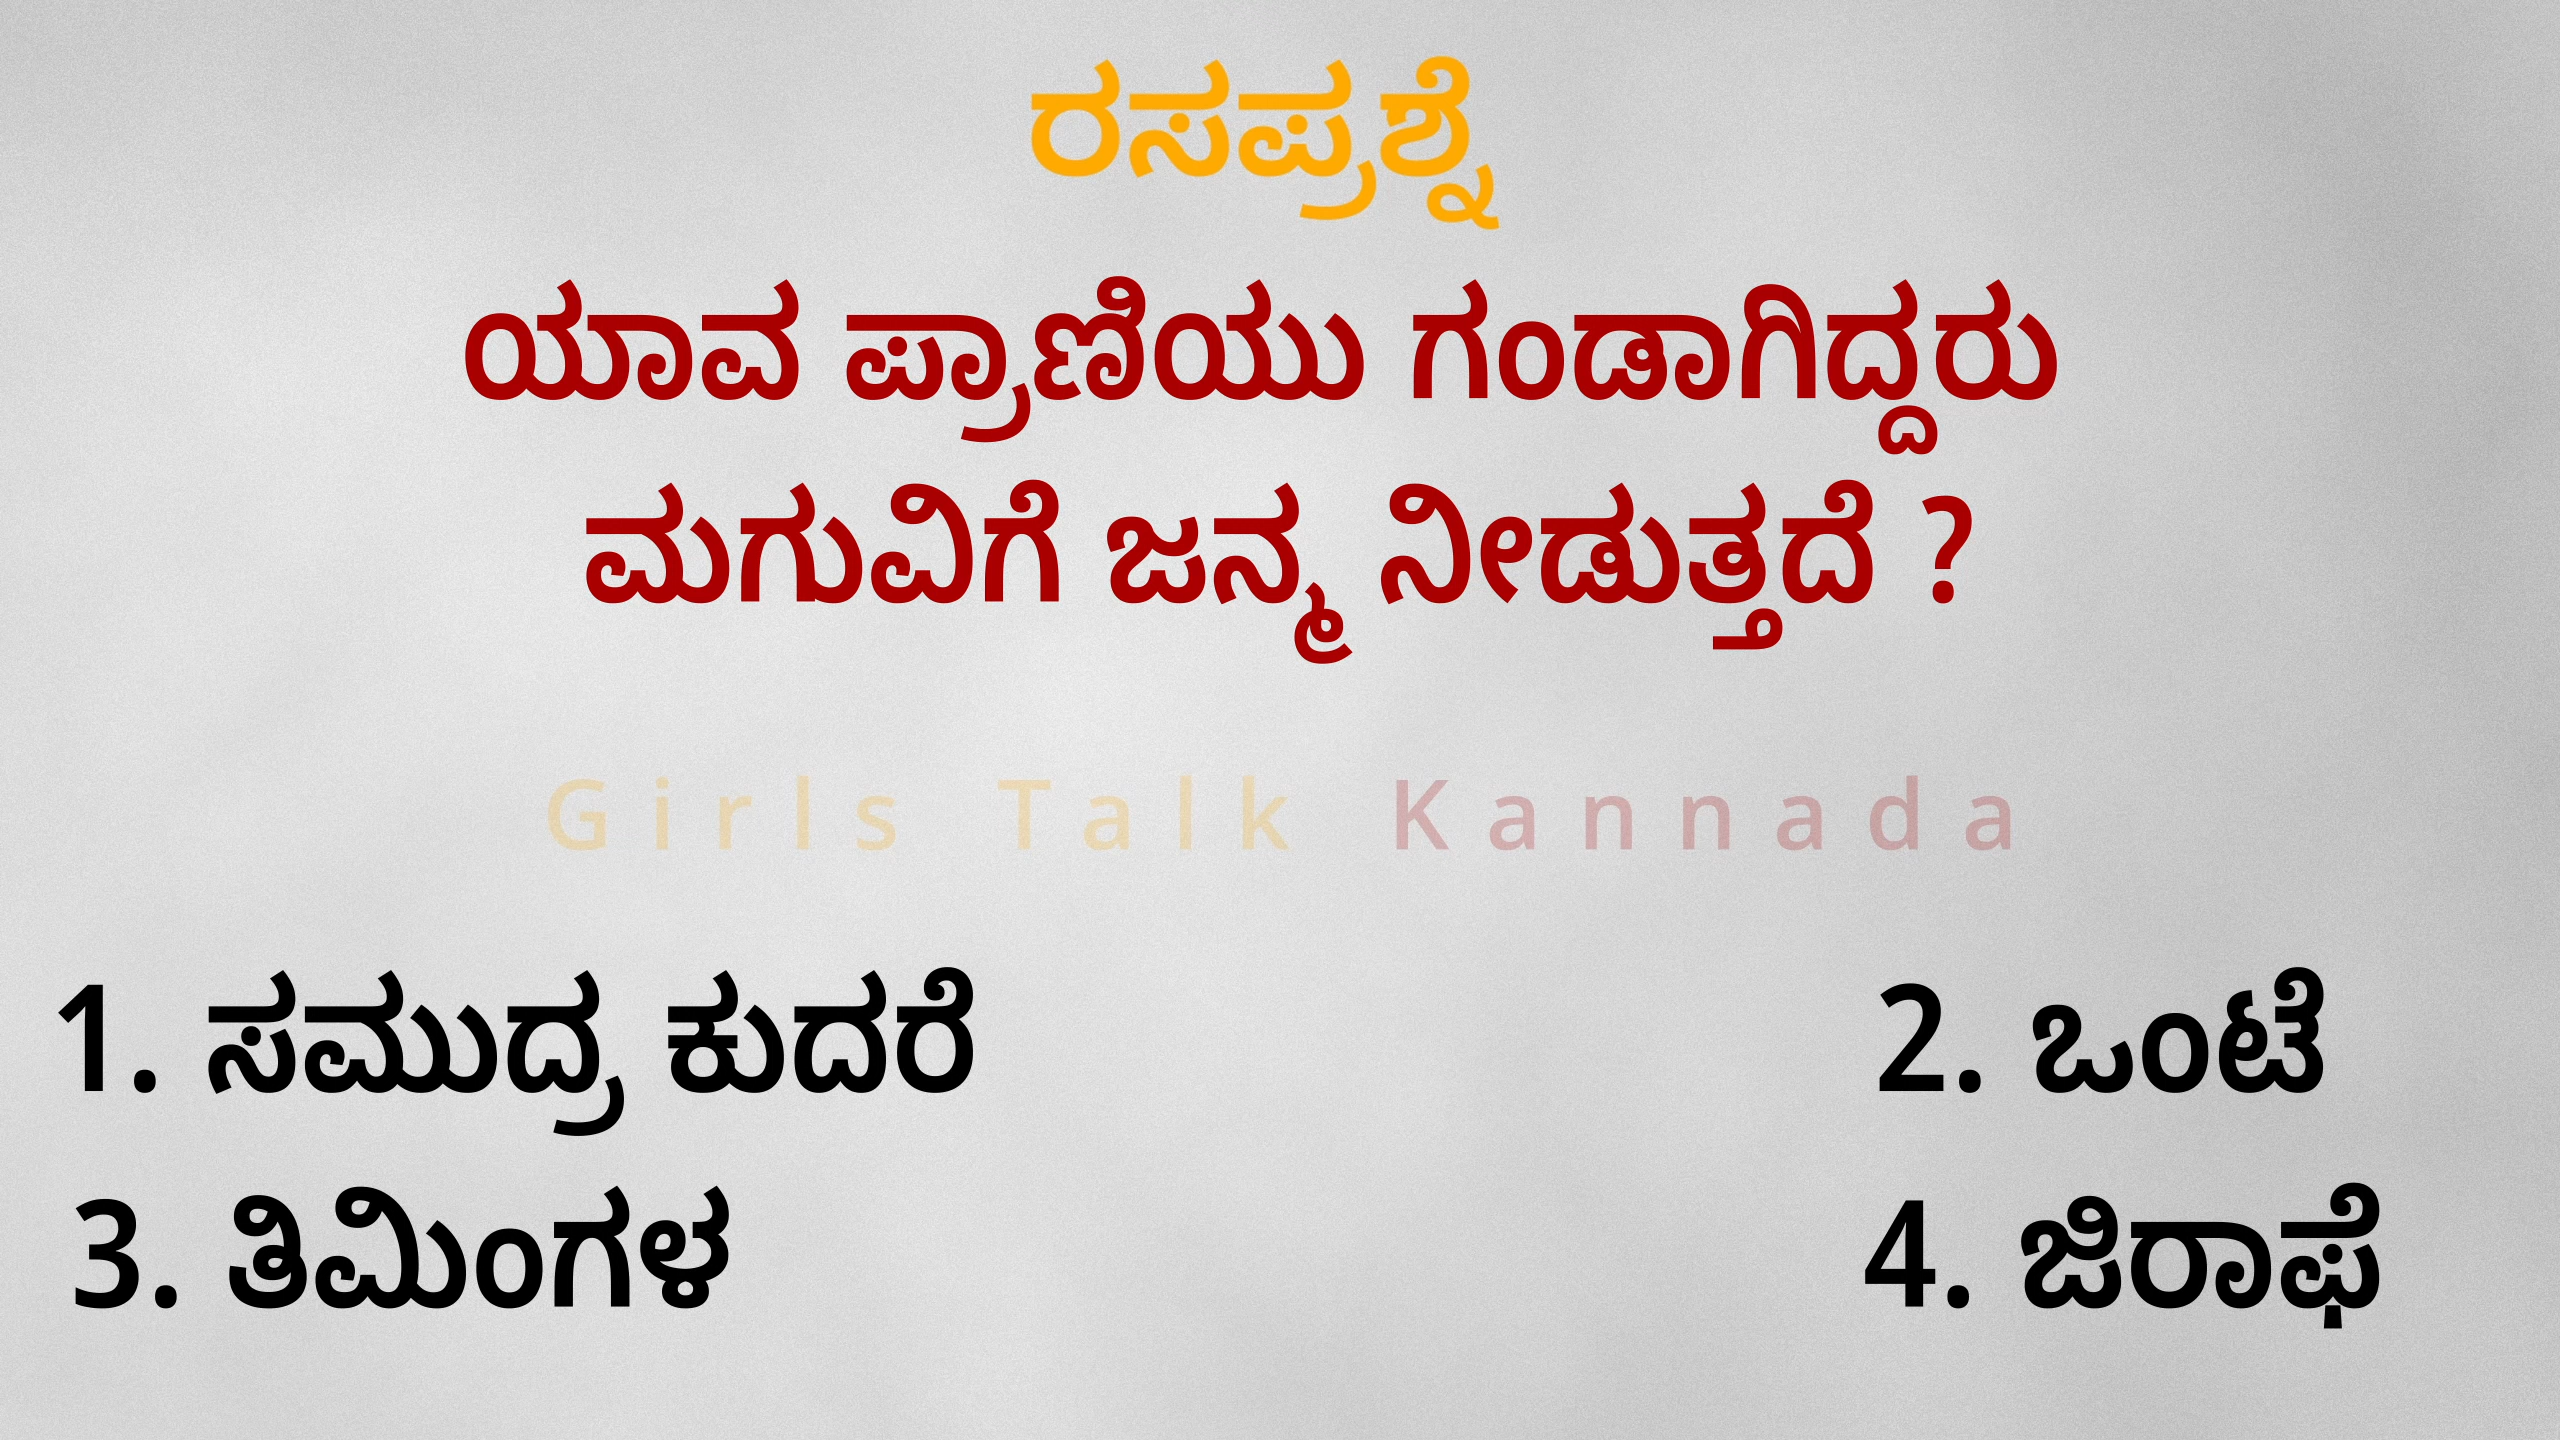 ರಸಪ್ರಶ್ನೆ
ಯಾವ ಪ್ರಾಣಿಯು ಗಂಡಾಗಿದ್ದರು
ಮಗುವಿಗೆ ಜನ್ಮ ನೀಡುತ್ತದೆ ?
Girls Talk Kannada
1. ಸಮುದ್ರ ಕುದರೆ 2. ಒಂಟೆ
3. ತಿಮಿಂಗಳ 4. ಜಿರಾಫೆ